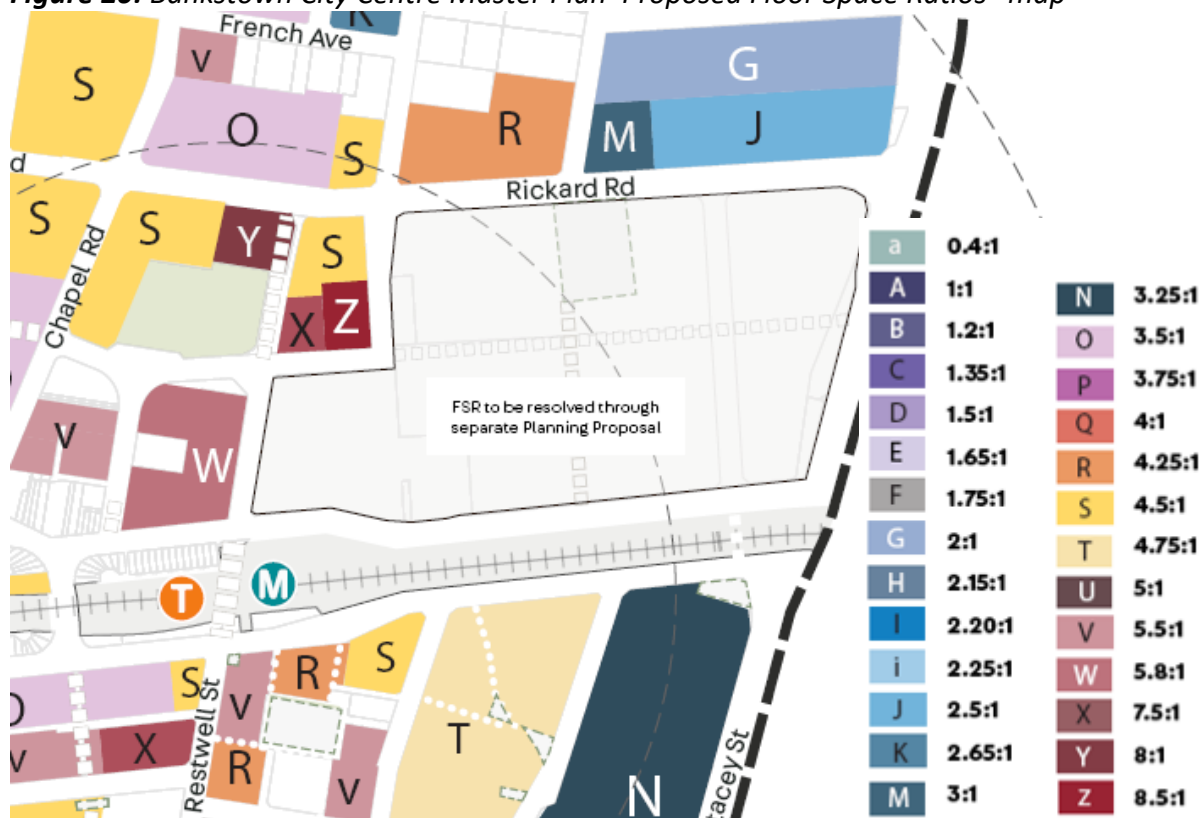 Figure 20: Bankstown City Centre Master Plan- Proposed Floor Space Ratios- map
K
French Ave
S
V
O
S
R
G
M
J
d
Rickard Rd
S
S
Y
S
X
Z
Chapel Rd
V
W
FSR to be resolved through
separate Planning Proposal
T
M
O
S
V
R
S
V
X
R
V
T
N
Restwell St
tacey St
a 0.4:1
A 1:1
B 1.2:1
C 1.35:1
D 1.5:1
E 1.65:1
F 1.75:1
G 2:1
H 2.15:1
I 2.20:1
i 2.25:1
J 2.5:1
K 2.65:1
M 3:1
N 3.25:1
O 3.5:1
P 3.75:1
Q 4:1
R 4.25:1
S 4.5:1
T 4.75:1
U 5:1
V 5.5:1
W 5.8:1
X 7.5:1
Y 8:1
Z 8.5:1